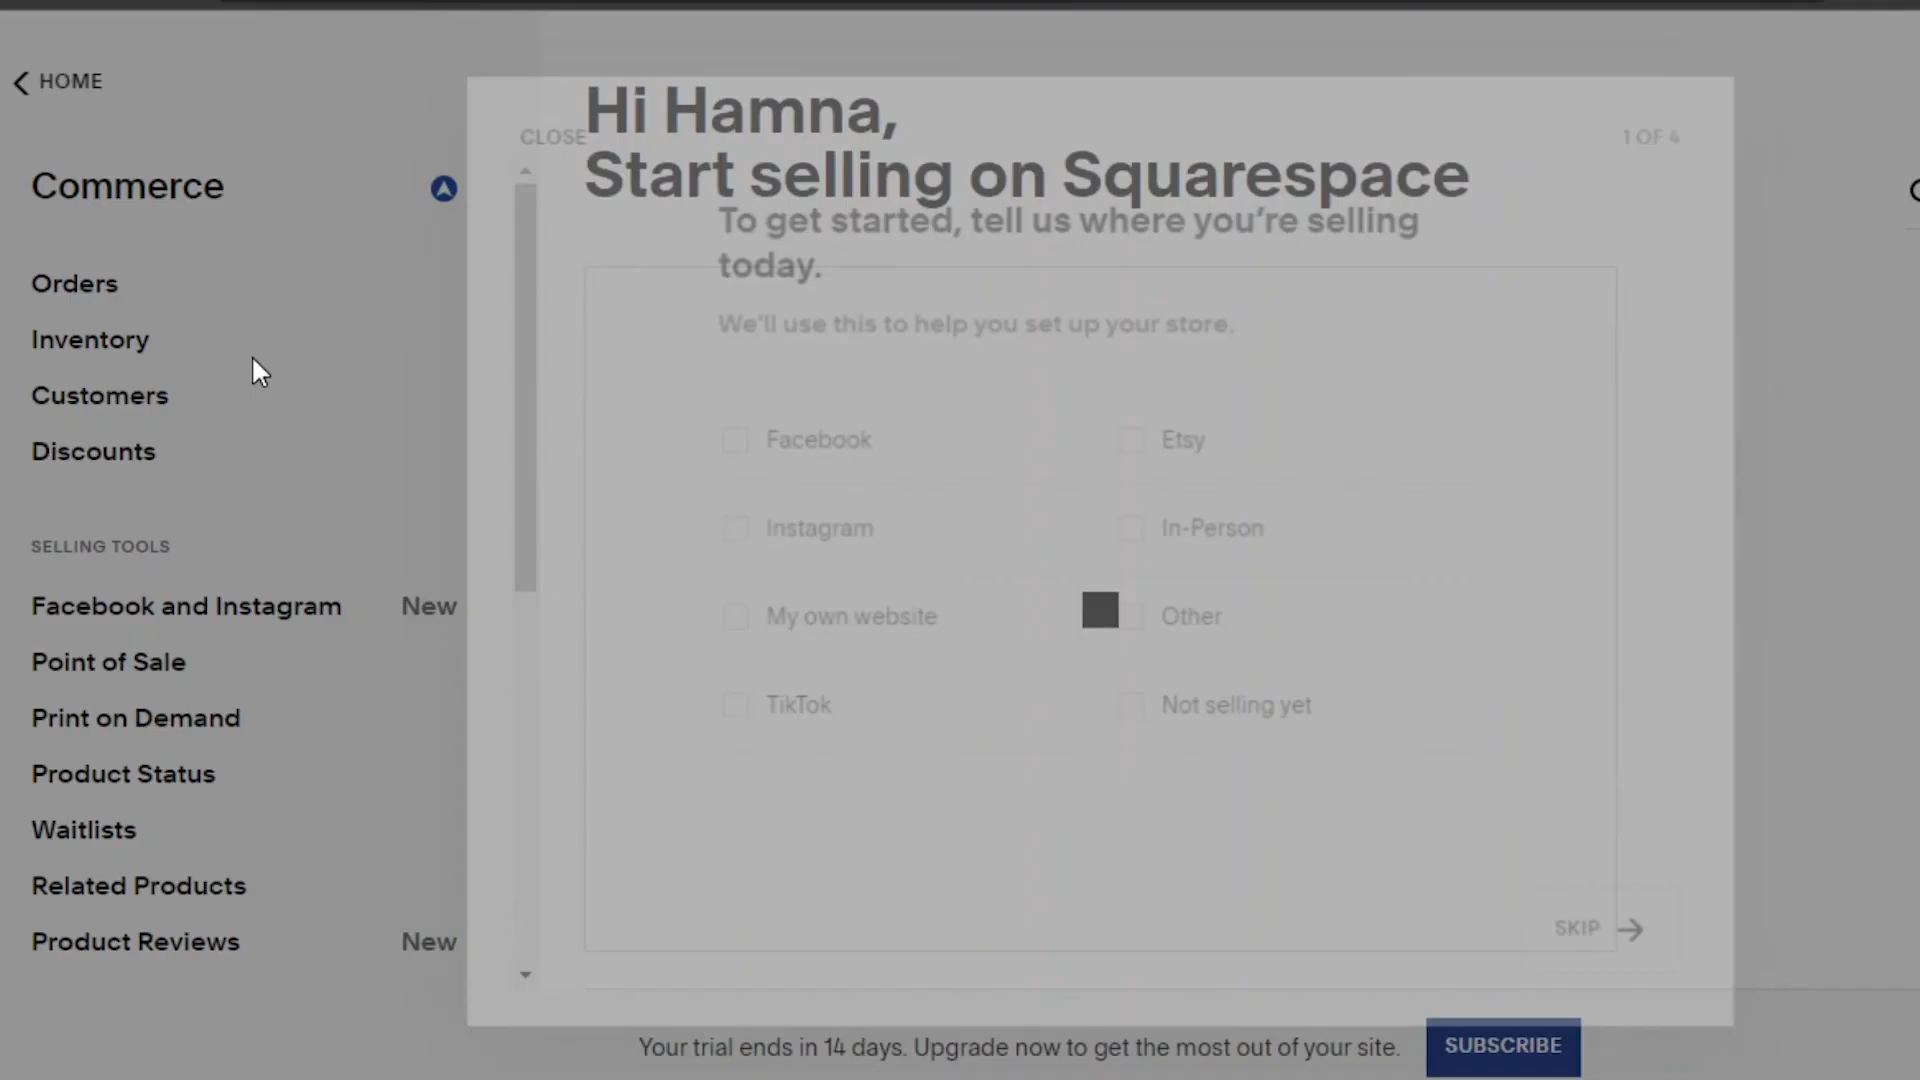 HOME
Commerce
Orders
Inventory
Customers
Discounts
SELLING TOOLS
Facebook and Instagram New
Point of Sale
Print on Demand
Product Status
Waitlists
Related Products
Product Reviews New
Hi Hamna,
CLOSE
1 OF 4
Start selling on Squarespace
To get started, tell us where you’re selling
today.
We'll use this to help you set up your store.
Facebook
Etsy
Instagram
In-Person
My own website
Other
TikTok
Not selling yet
SKIP
Your trial ends in 14 days. Upgrade now to get the most out of your site.
SUBSCRIBE